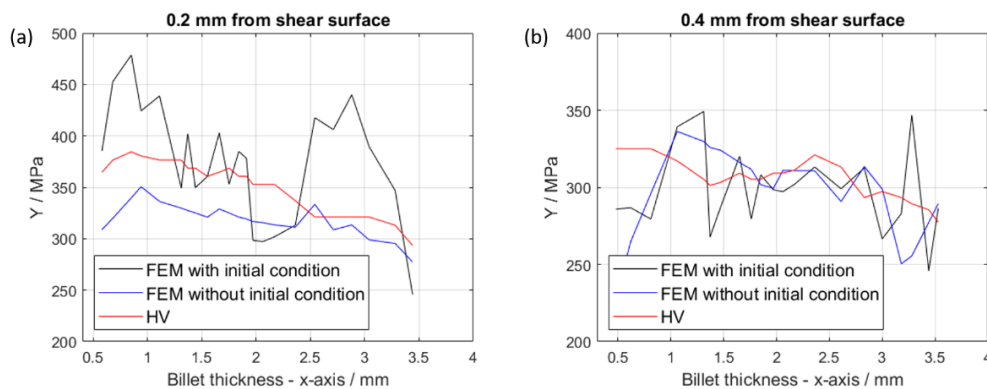 (a)
0.2 mm from shear surface
500
450
400
350
300
250
200
Y / MPa
FEM with initial condition
FEM without initial condition
HV
0.5 1 1.5 2 2.5 3 3.5 4
Billet thickness - x-axis / mm
(b)
0.4 mm from shear surface
400
350
300
250
200
Y / MPa
FEM with initial condition
FEM without initial condition
HV
0.5 1 1.5 2 2.5 3 3.5 4
Billet thickness - x-axis / mm